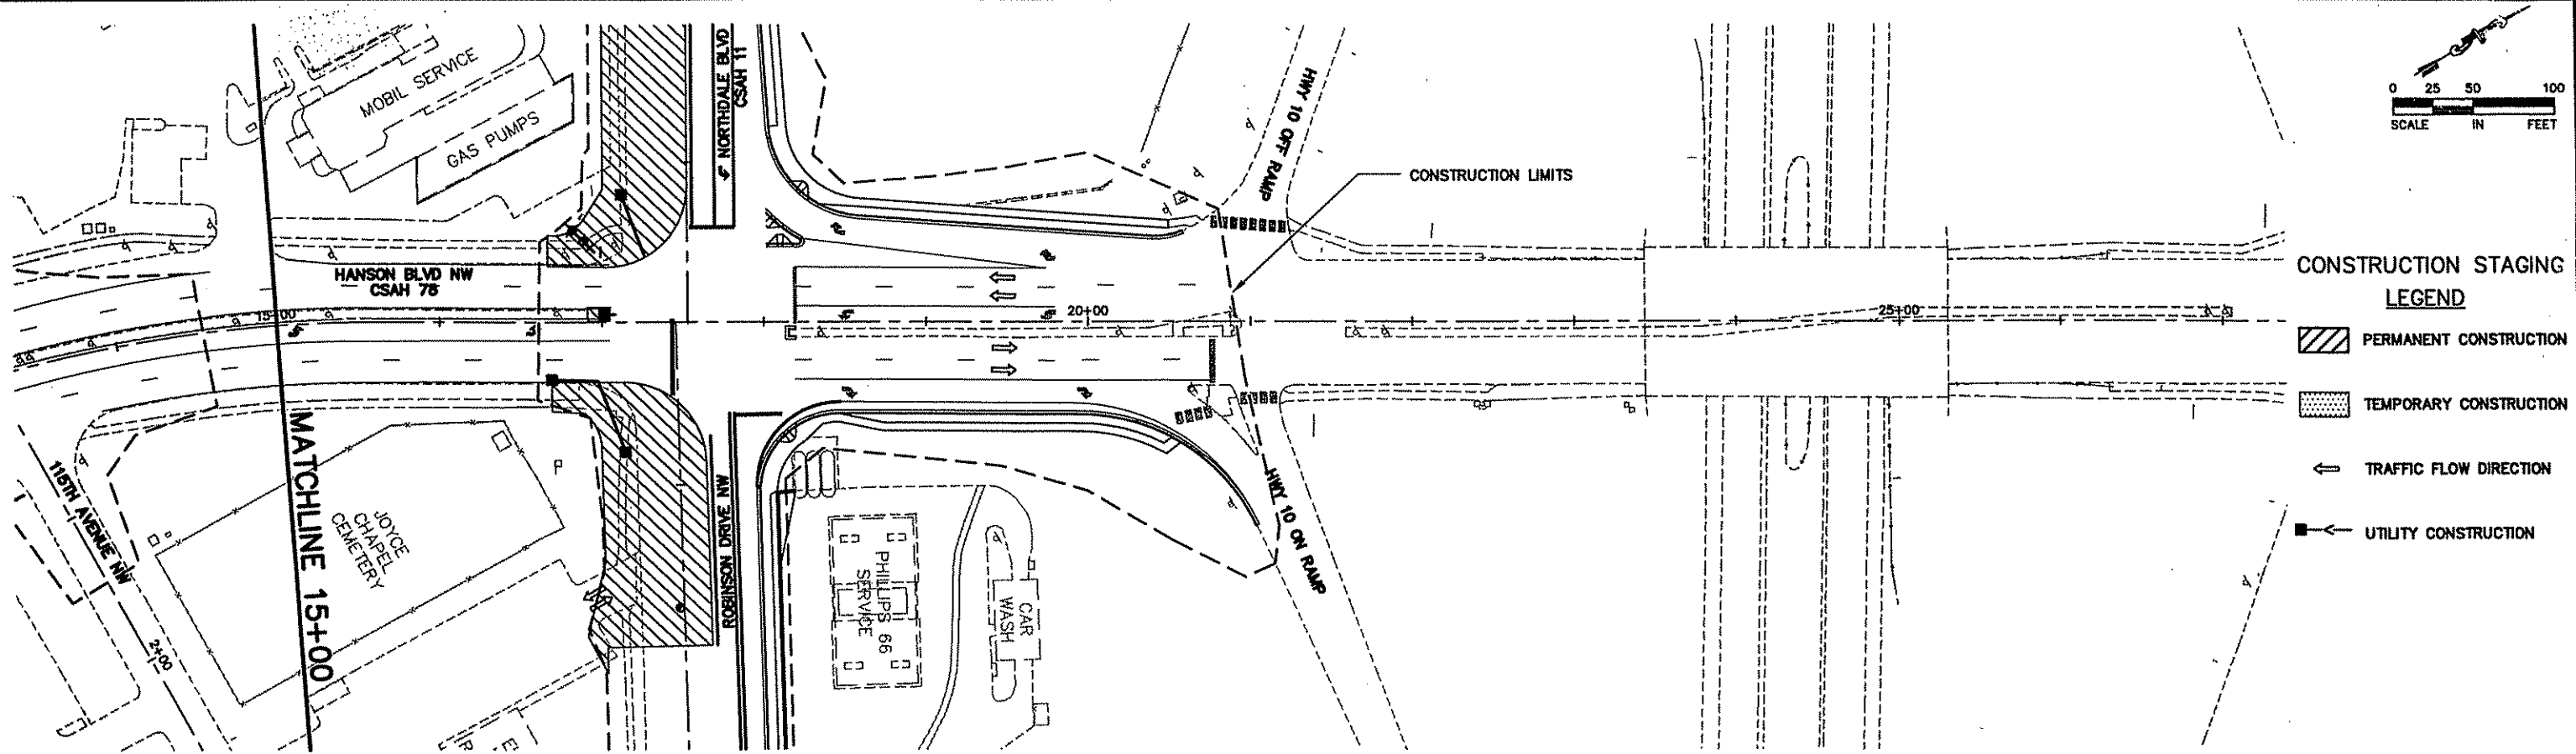 MOBIL SERVICE
GAS PUMPS
NORTHDALE BLVD
CSAH 11
HWY 10 OFF RAMP
CONSTRUCTION LIMITS
0 25 50 100
SCALE IN FEET
HANSON BLVD NW
CSAH 78
15+00
20+00
25+00
CONSTRUCTION STAGING
LEGEND
PERMANENT CONSTRUCTION
TEMPORARY CONSTRUCTION
TRAFFIC FLOW DIRECTION
UTILITY CONSTRUCTION
MATCHLINE 15+00
AVENUE NW
2+00
JOYCE
CHAPEL
CEMETERY
P
ROBINSON DRIVE NW
PHILLIPS 66
SERVICE
CAR
WASH
HWY 10 ON RAMP